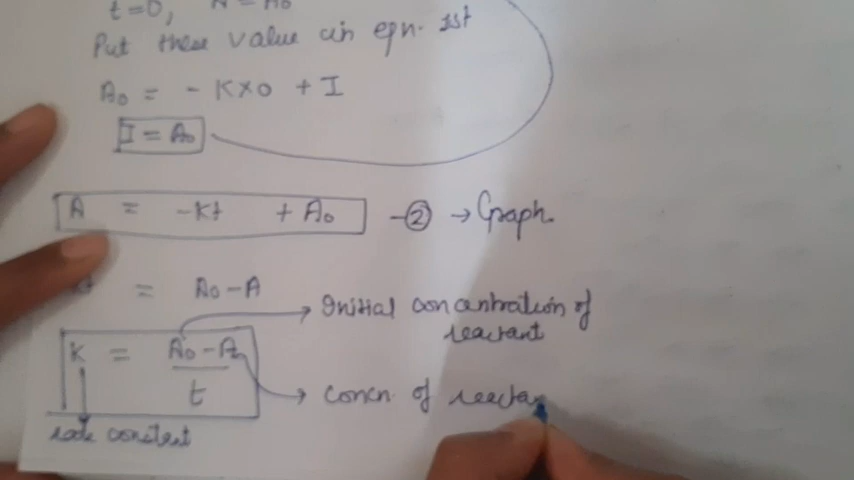 t=0,
Put these value in eqn. 1st
A₀ = - K×0 + I
I = A₀
A = -Kt + A₀ -② → Graph
= A₀-A
→ Initial concentration of
reactant
K = A₀-A
t
→ Concn. of reactan
rate constant